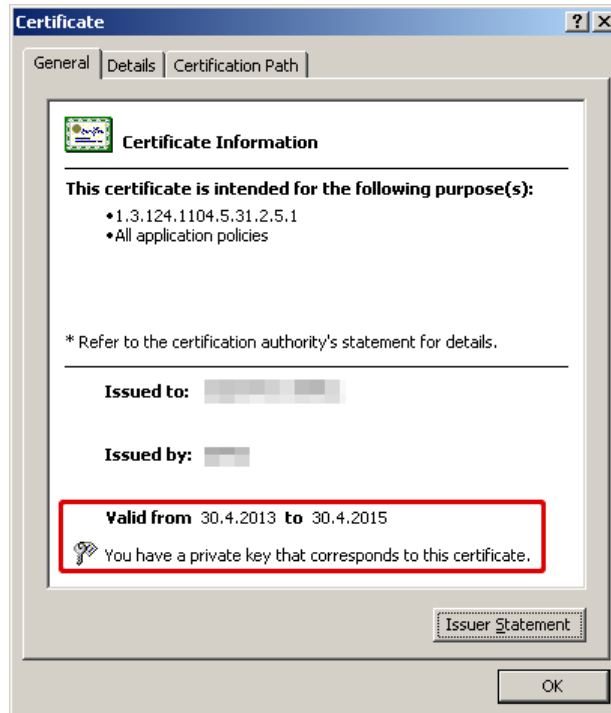 Certificate
General Details Certification Path
Certificate Information
This certificate is intended for the following purpose(s):
•1.3.124.1104.5.31.2.5.1
•All application policies
* Refer to the certification authority's statement for details.
Issued to:
Issued by:
Valid from 30.4.2013 to 30.4.2015
You have a private key that corresponds to this certificate.
Issuer Statement
OK